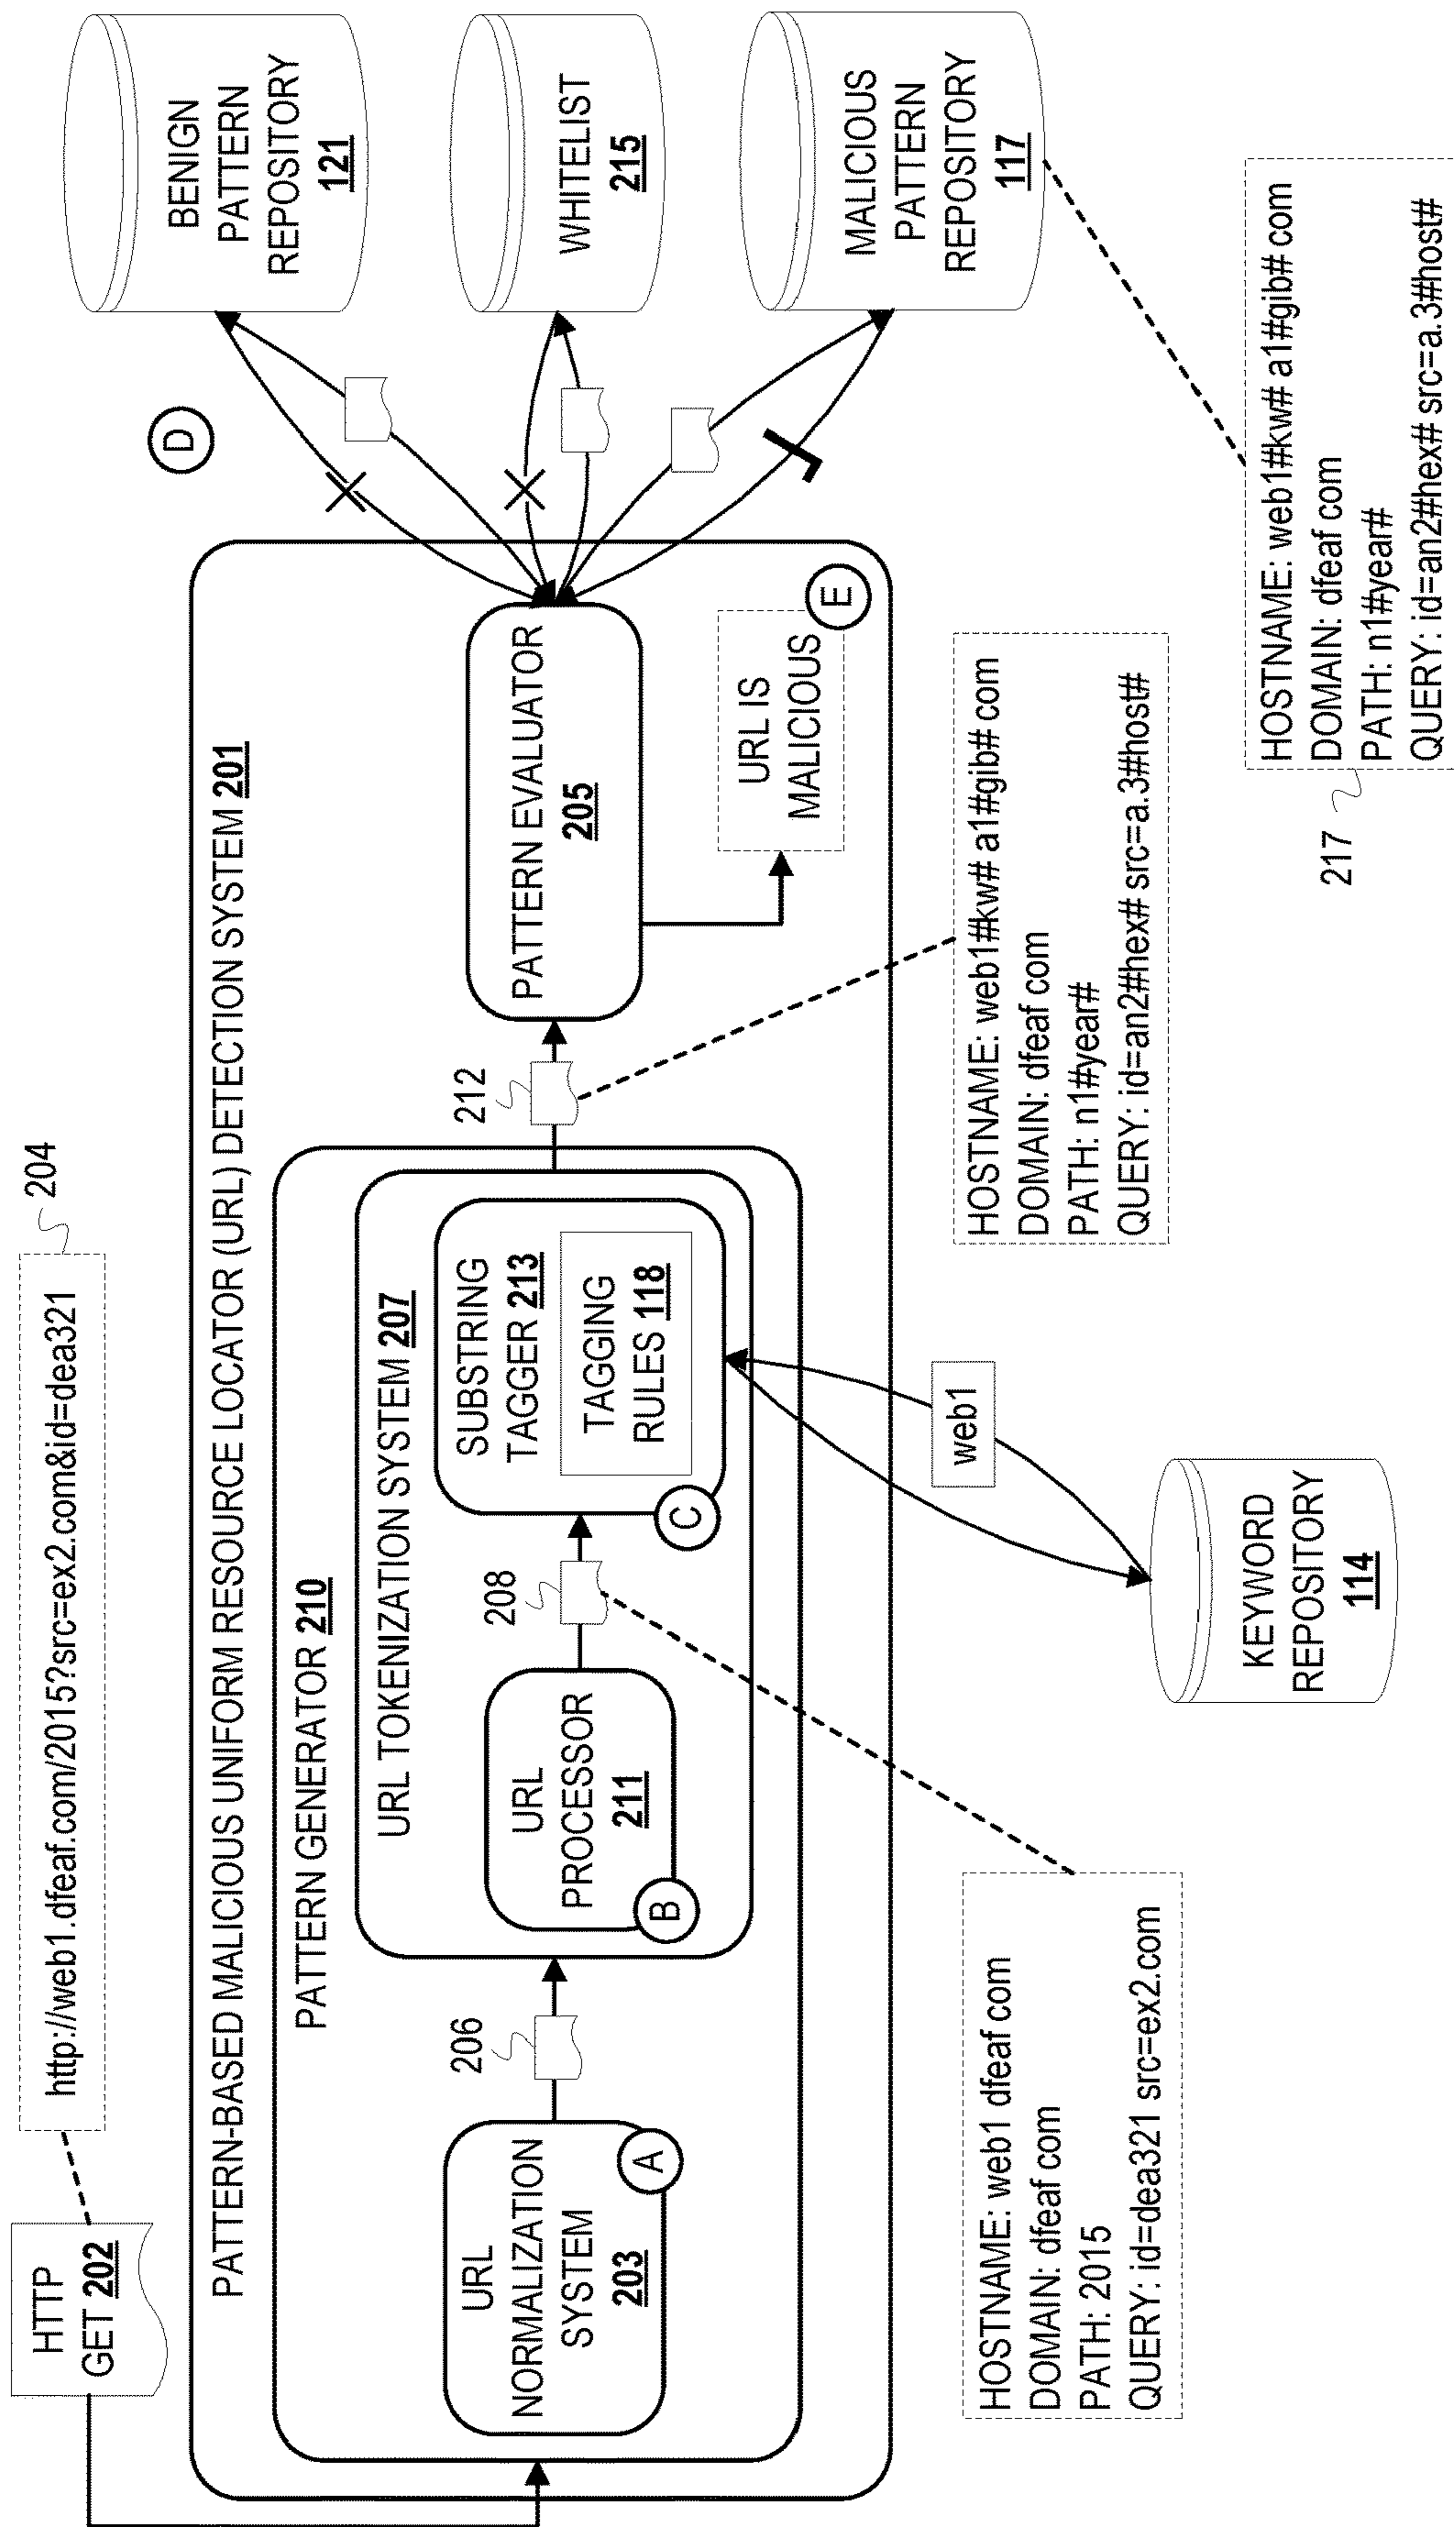 HTTP
GET 202
http://web1.dfeaf.com/2015?src=ex2.com&id=dea321
204
PATTERN-BASED MALICIOUS UNIFORM RESOURCE LOCATOR (URL) DETECTION SYSTEM 201
PATTERN GENERATOR 210
URL TOKENIZATION SYSTEM 207
URL
NORMALIZATION
SYSTEM
203
A
206
URL
PROCESSOR
211
B
208
SUBSTRING
TAGGER 213
TAGGING
RULES 118
C
212
PATTERN EVALUATOR
205
URL IS
MALICIOUS
E
D
BENIGN
PATTERN
REPOSITORY
121
WHITELIST
215
MALICIOUS
PATTERN
REPOSITORY
117
web1
KEYWORD
REPOSITORY
114
HOSTNAME: web1 dfeaf com
DOMAIN: dfeaf com
PATH: 2015
QUERY: id=dea321 src=ex2.com
HOSTNAME: web1#kw# a1#gib# com
DOMAIN: dfeaf com
PATH: n1#year#
QUERY: id=an2#hex# src=a.3#host#
217
HOSTNAME: web1#kw# a1#gib# com
DOMAIN: dfeaf com
PATH: n1#year#
QUERY: id=an2#hex# src=a.3#host#